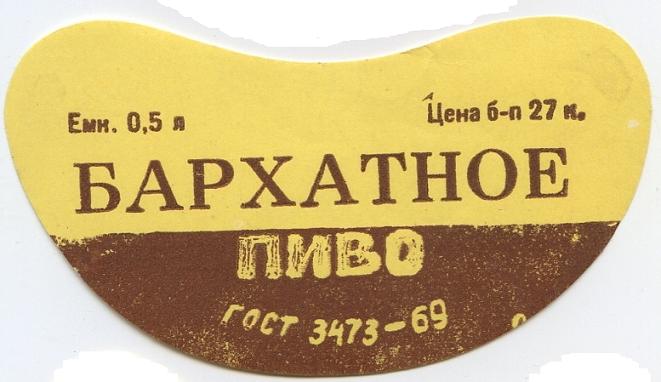 Емк. 0,5 л Цена б-п 27 к.
БАРХАТНОЕ
ПИВО
ГОСТ 3473-69